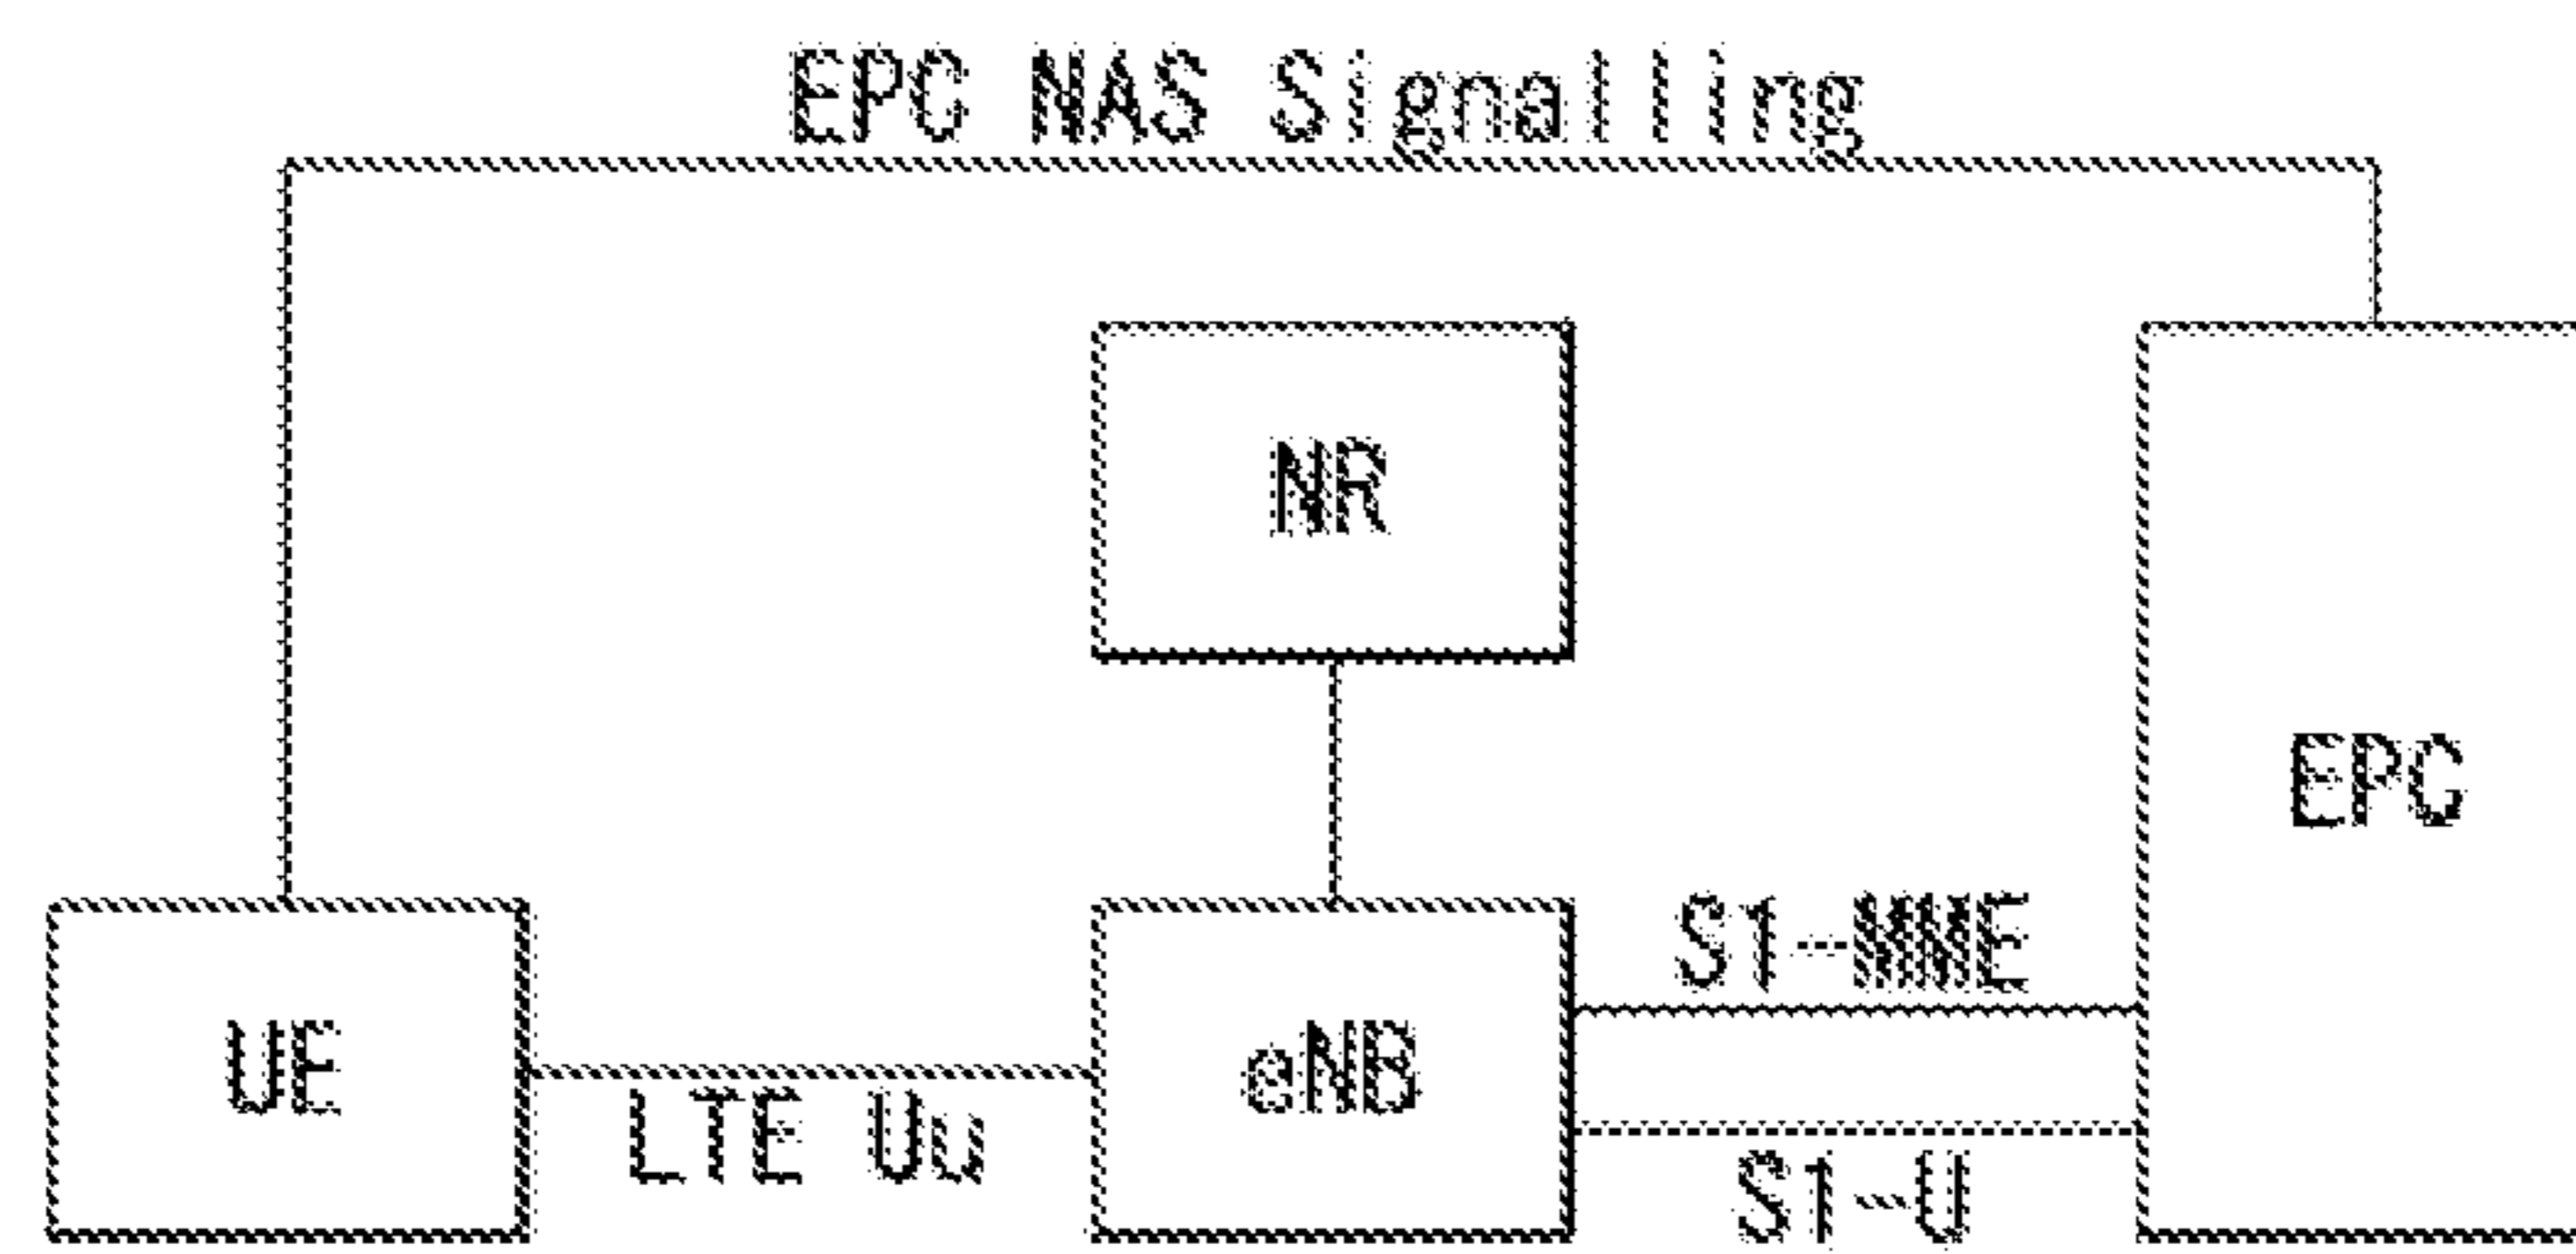 EPC NAS Signalling
NR
EPC
S1-MME
UE
eNB
LTE Uu
S1-U